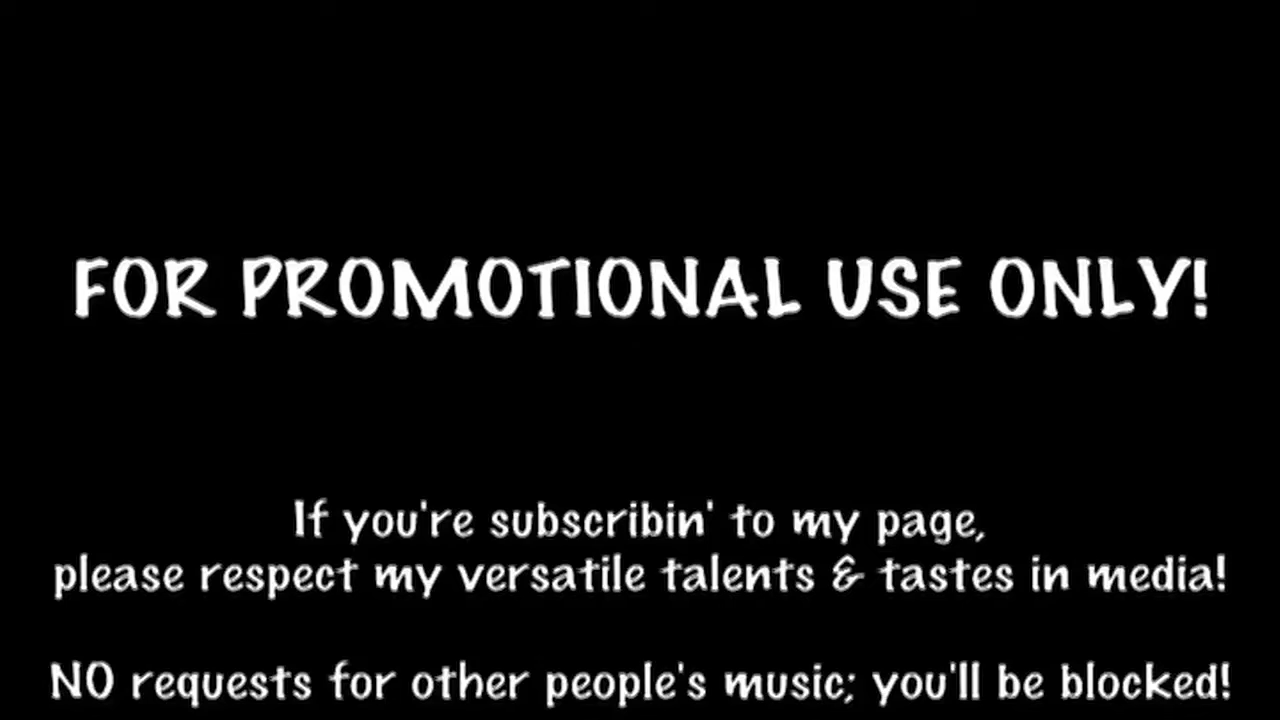 FOR PROMOTIONAL USE ONLY!
If you're subscribin' to my page,
please respect my versatile talents & tastes in media!
NO requests for other people's music; you'll be blocked!